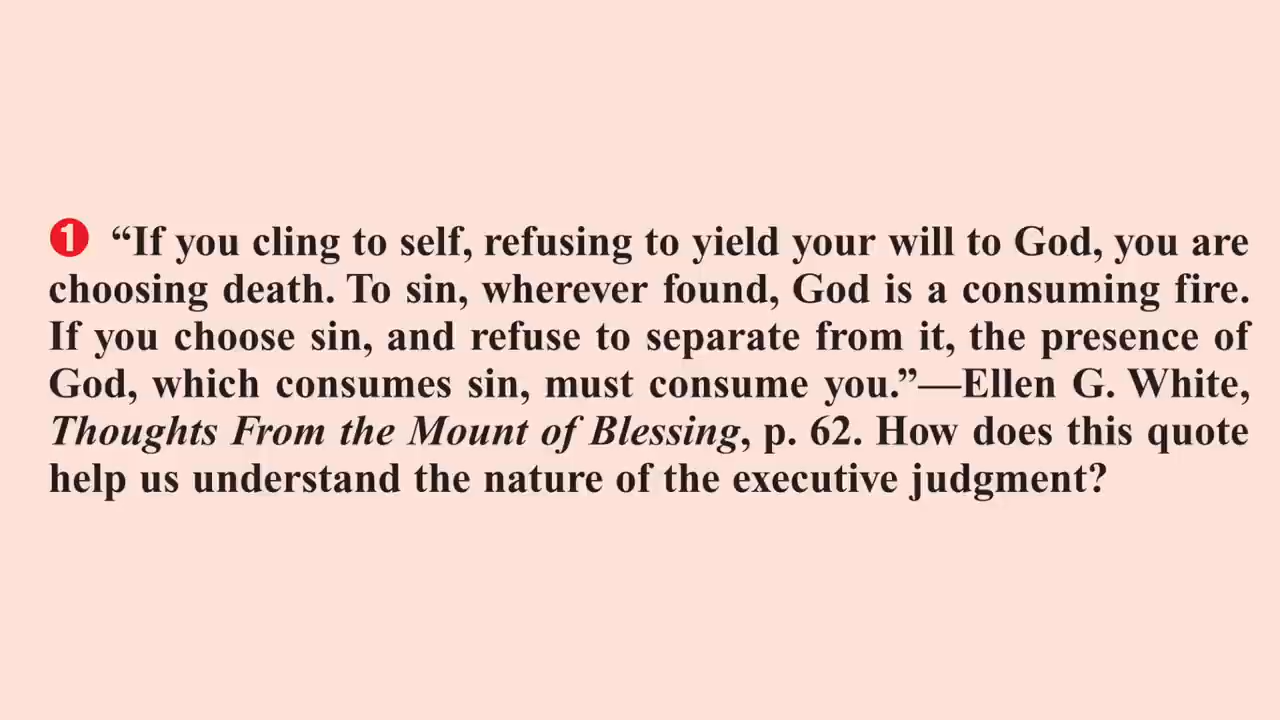 ❶ “If you cling to self, refusing to yield your will to God, you are
choosing death. To sin, wherever found, God is a consuming fire.
If you choose sin, and refuse to separate from it, the presence of
God, which consumes sin, must consume you.”—Ellen G. White,
Thoughts From the Mount of Blessing, p. 62. How does this quote
help us understand the nature of the executive judgment?